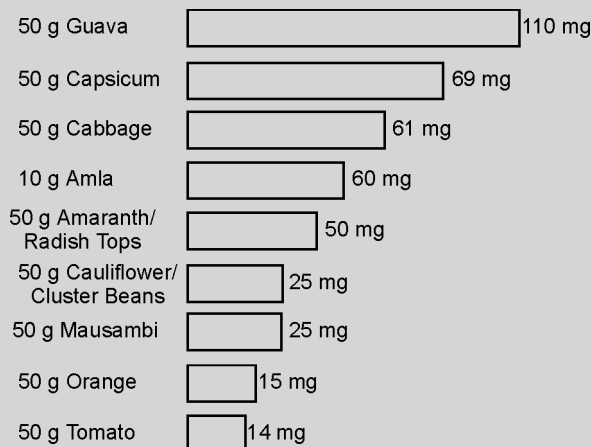 50 g Guava 110 mg
50 g Capsicum 69 mg
50 g Cabbage 61 mg
10 g Amla 60 mg
50 g Amaranth/
Radish Tops 50 mg
50 g Cauliflower/
Cluster Beans 25 mg
50 g Mausambi 25 mg
50 g Orange 15 mg
50 g Tomato 14 mg